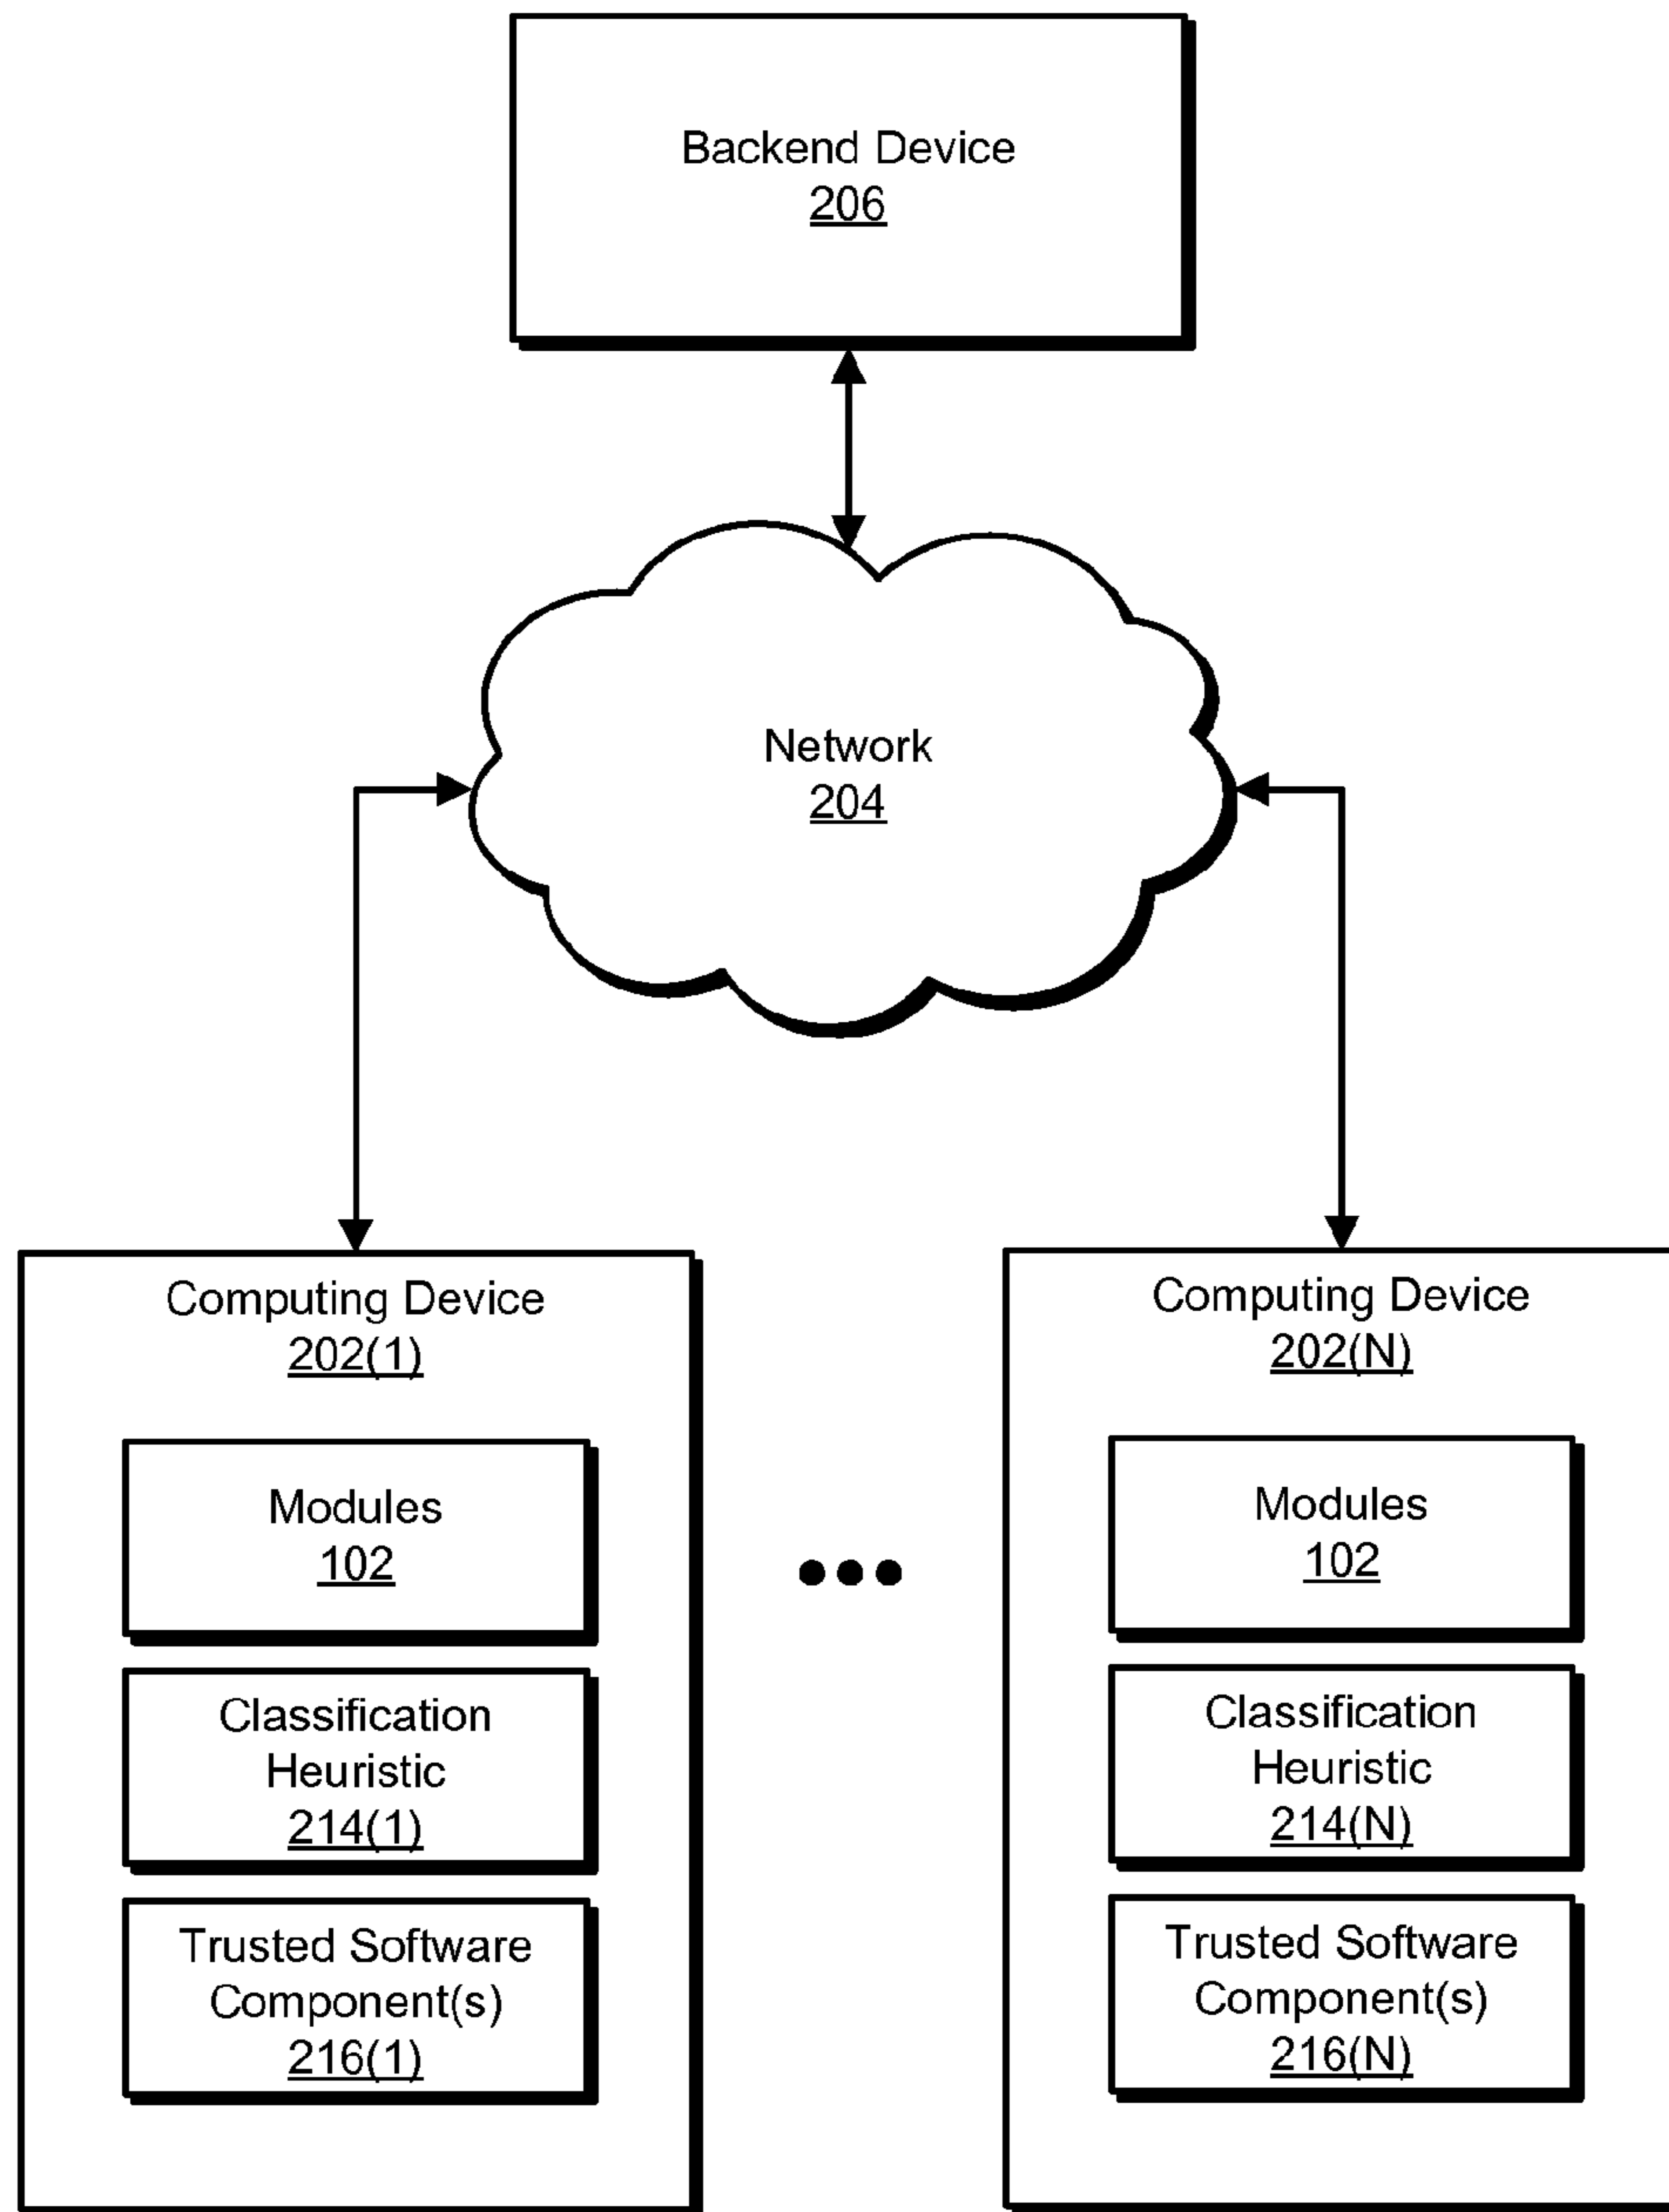 Backend Device
206
Network
204
Computing Device
202(1)
Modules
102
Classification
Heuristic
214(1)
Trusted Software
Component(s)
216(1)
Computing Device
202(N)
Modules
102
Classification
Heuristic
214(N)
Trusted Software
Component(s)
216(N)